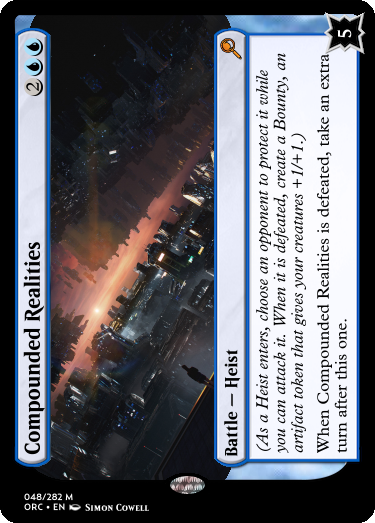 Compounded Realities
2
Battle — Heist
(As a Heist enters, choose an opponent to protect it while
you can attack it. When it is defeated, create a Bounty, an
artifact token that gives your creatures +1/+1.)
When Compounded Realities is defeated, take an extra
turn after this one.
5
048/282 M
ORC • EN Simon Cowell